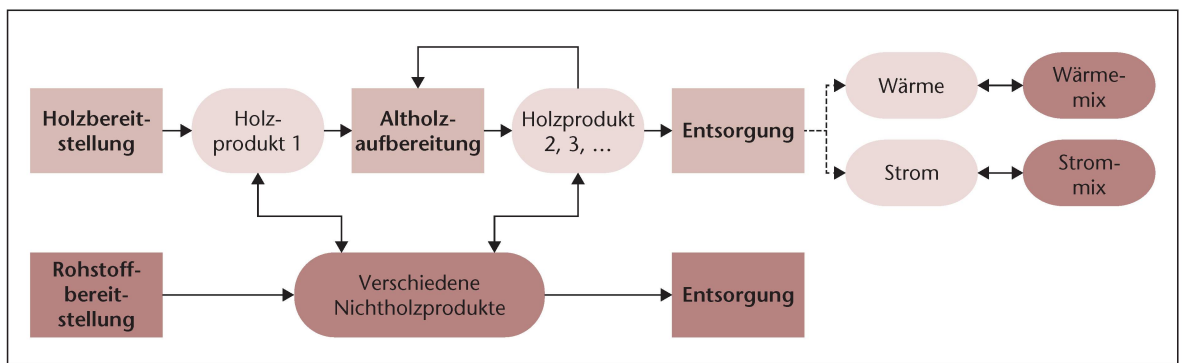 Holzbereit-
stellung
Holz-
produkt 1
Altholz-
aufbereitung
Holzprodukt
2, 3, ...
Entsorgung
Wärme
Wärme-
mix
Strom
Strom-
mix
Rohstoff-
bereit-
stellung
Verschiedene
Nichtholzprodukte
Entsorgung